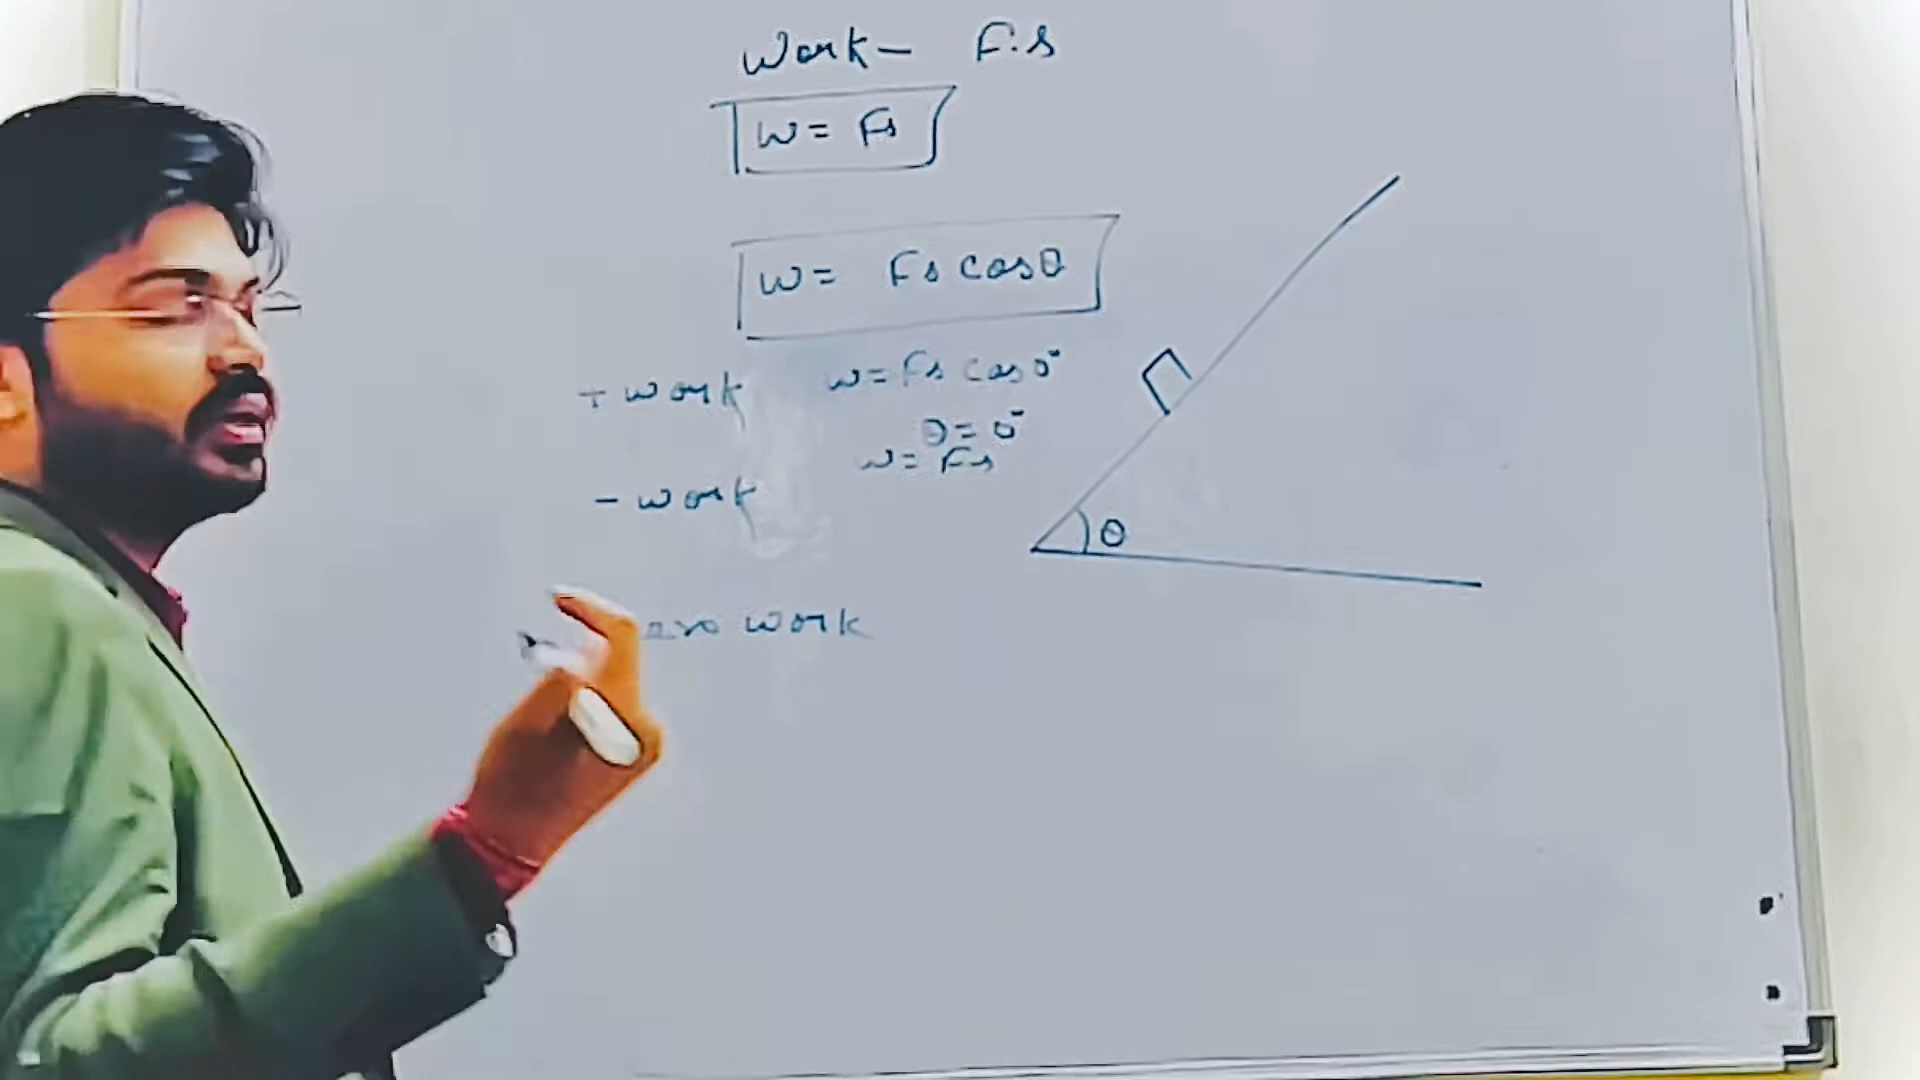 Work - F.s
W = Fs
W = Fs cosθ
+ work W = Fs cos 0°
θ = 0°
W = Fs
- work
work
θ